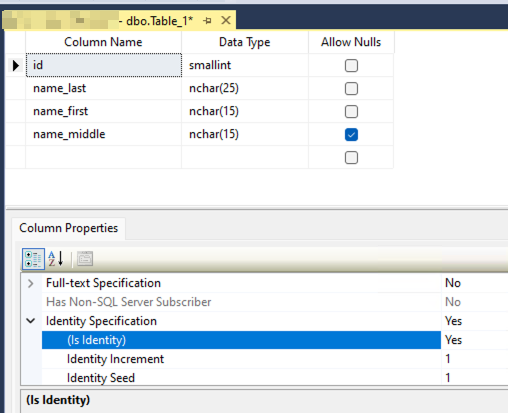 - dbo.Table_1*
Column Name Data Type Allow Nulls
id smallint
name_last nchar(25)
name_first nchar(15)
name_middle nchar(15)
Column Properties
A Z
Full-text Specification No
Has Non-SQL Server Subscriber No
Identity Specification Yes
(Is Identity) Yes
Identity Increment 1
Identity Seed 1
(Is Identity)